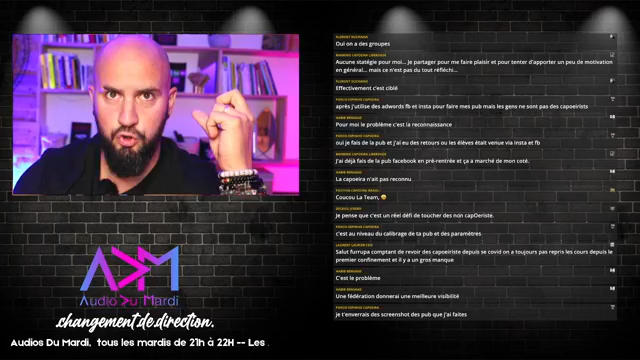 Oui on a des groupes
Aucune statégie pour moi... Je partager pour me faire plaisir et pour tenter d'apporter un peu de motivation
en général... mais ce n'est pas du tout réfléchi...
Effectivement c'est ciblé
après j'utilise des adwords fb et insta pour faire mes pub mais les gens ne sont pas des capoeirists
Pour moi le problème c'est la reconnaissance
oui je fais de la pub et j'ai eu des retours ou les élèves était venue via Insta et fb
J'ai déjà fais de la pub facebook en pré-rentrée et ça a marché de mon coté.
La capoeira n'ait pas reconnu
Coucou La Team, 😄
Je pense que c'est un réel défi de toucher des non capOeriste.
c'est au niveau du calibrage de ta pub et des paramètres
Salut furrupa comptant de revoir des capoeiriste depuis se covid on a toujours pas repris les cours depuis le
premier confinement et il y a un gros manque
C'est le problème
Une fédération donnerai une meilleure visibilité
je t'enverrais des screenshot des pub que j'ai faites
ADM
Audio Du Mardi
.changement de direction.
Audios Du Mardi, tous les mardis de 21h à 22H -- Les .